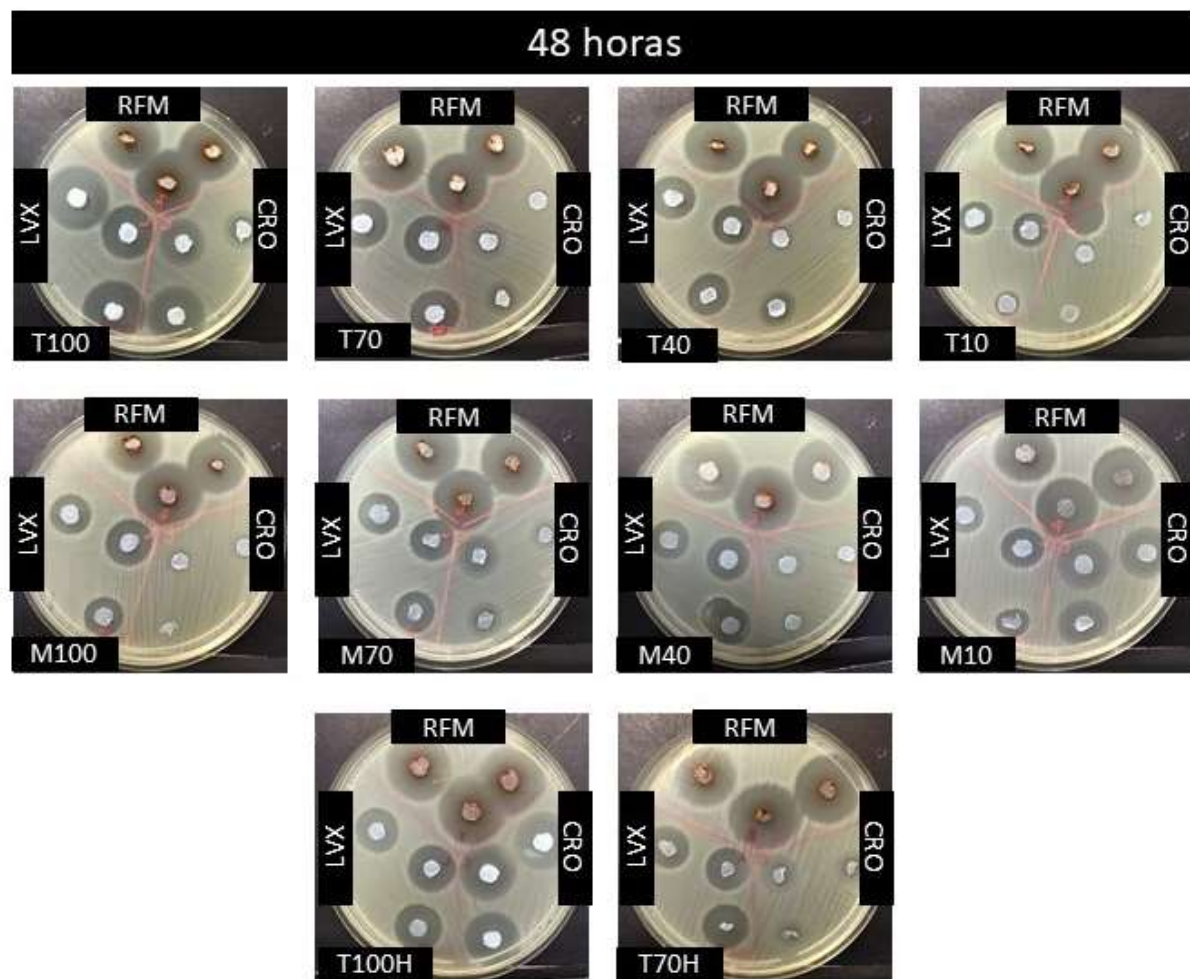 48 horas
RFM
LVX
CRO
T100
RFM
LVX
CRO
T70
RFM
LVX
CRO
T40
RFM
LVX
CRO
T10
RFM
LVX
CRO
M100
RFM
LVX
CRO
M70
RFM
LVX
CRO
M40
RFM
LVX
CRO
M10
RFM
LVX
CRO
T100H
RFM
LVX
CRO
T70H